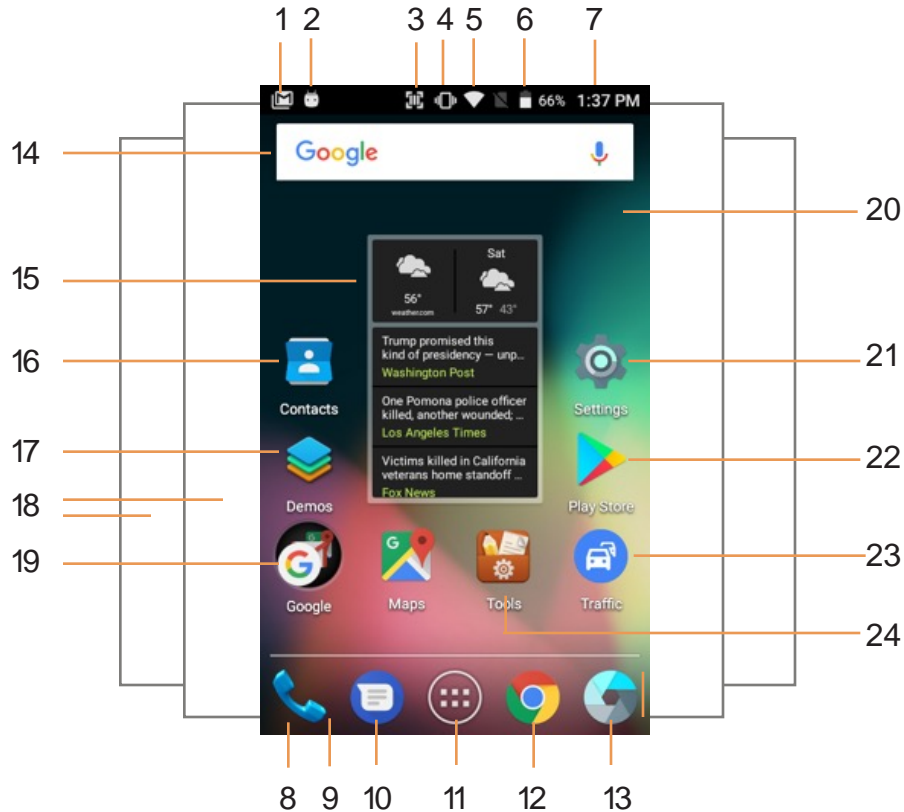 1 2 3 4 5 6 7
66% 1:37 PM
14
Google
20
Sat
15
56°
weather.com
57° 43°
Trump promised this
kind of presidency — unp...
Washington Post
16
21
Contacts
One Pomona police officer
killed, another wounded; ...
Los Angeles Times
Settings
17
Victims killed in California
veterans home standoff ...
Fox News
22
Demos
Play Store
18
19
G
G
23
Google
Maps
Tools
Traffic
24
8 9 10 11 12 13